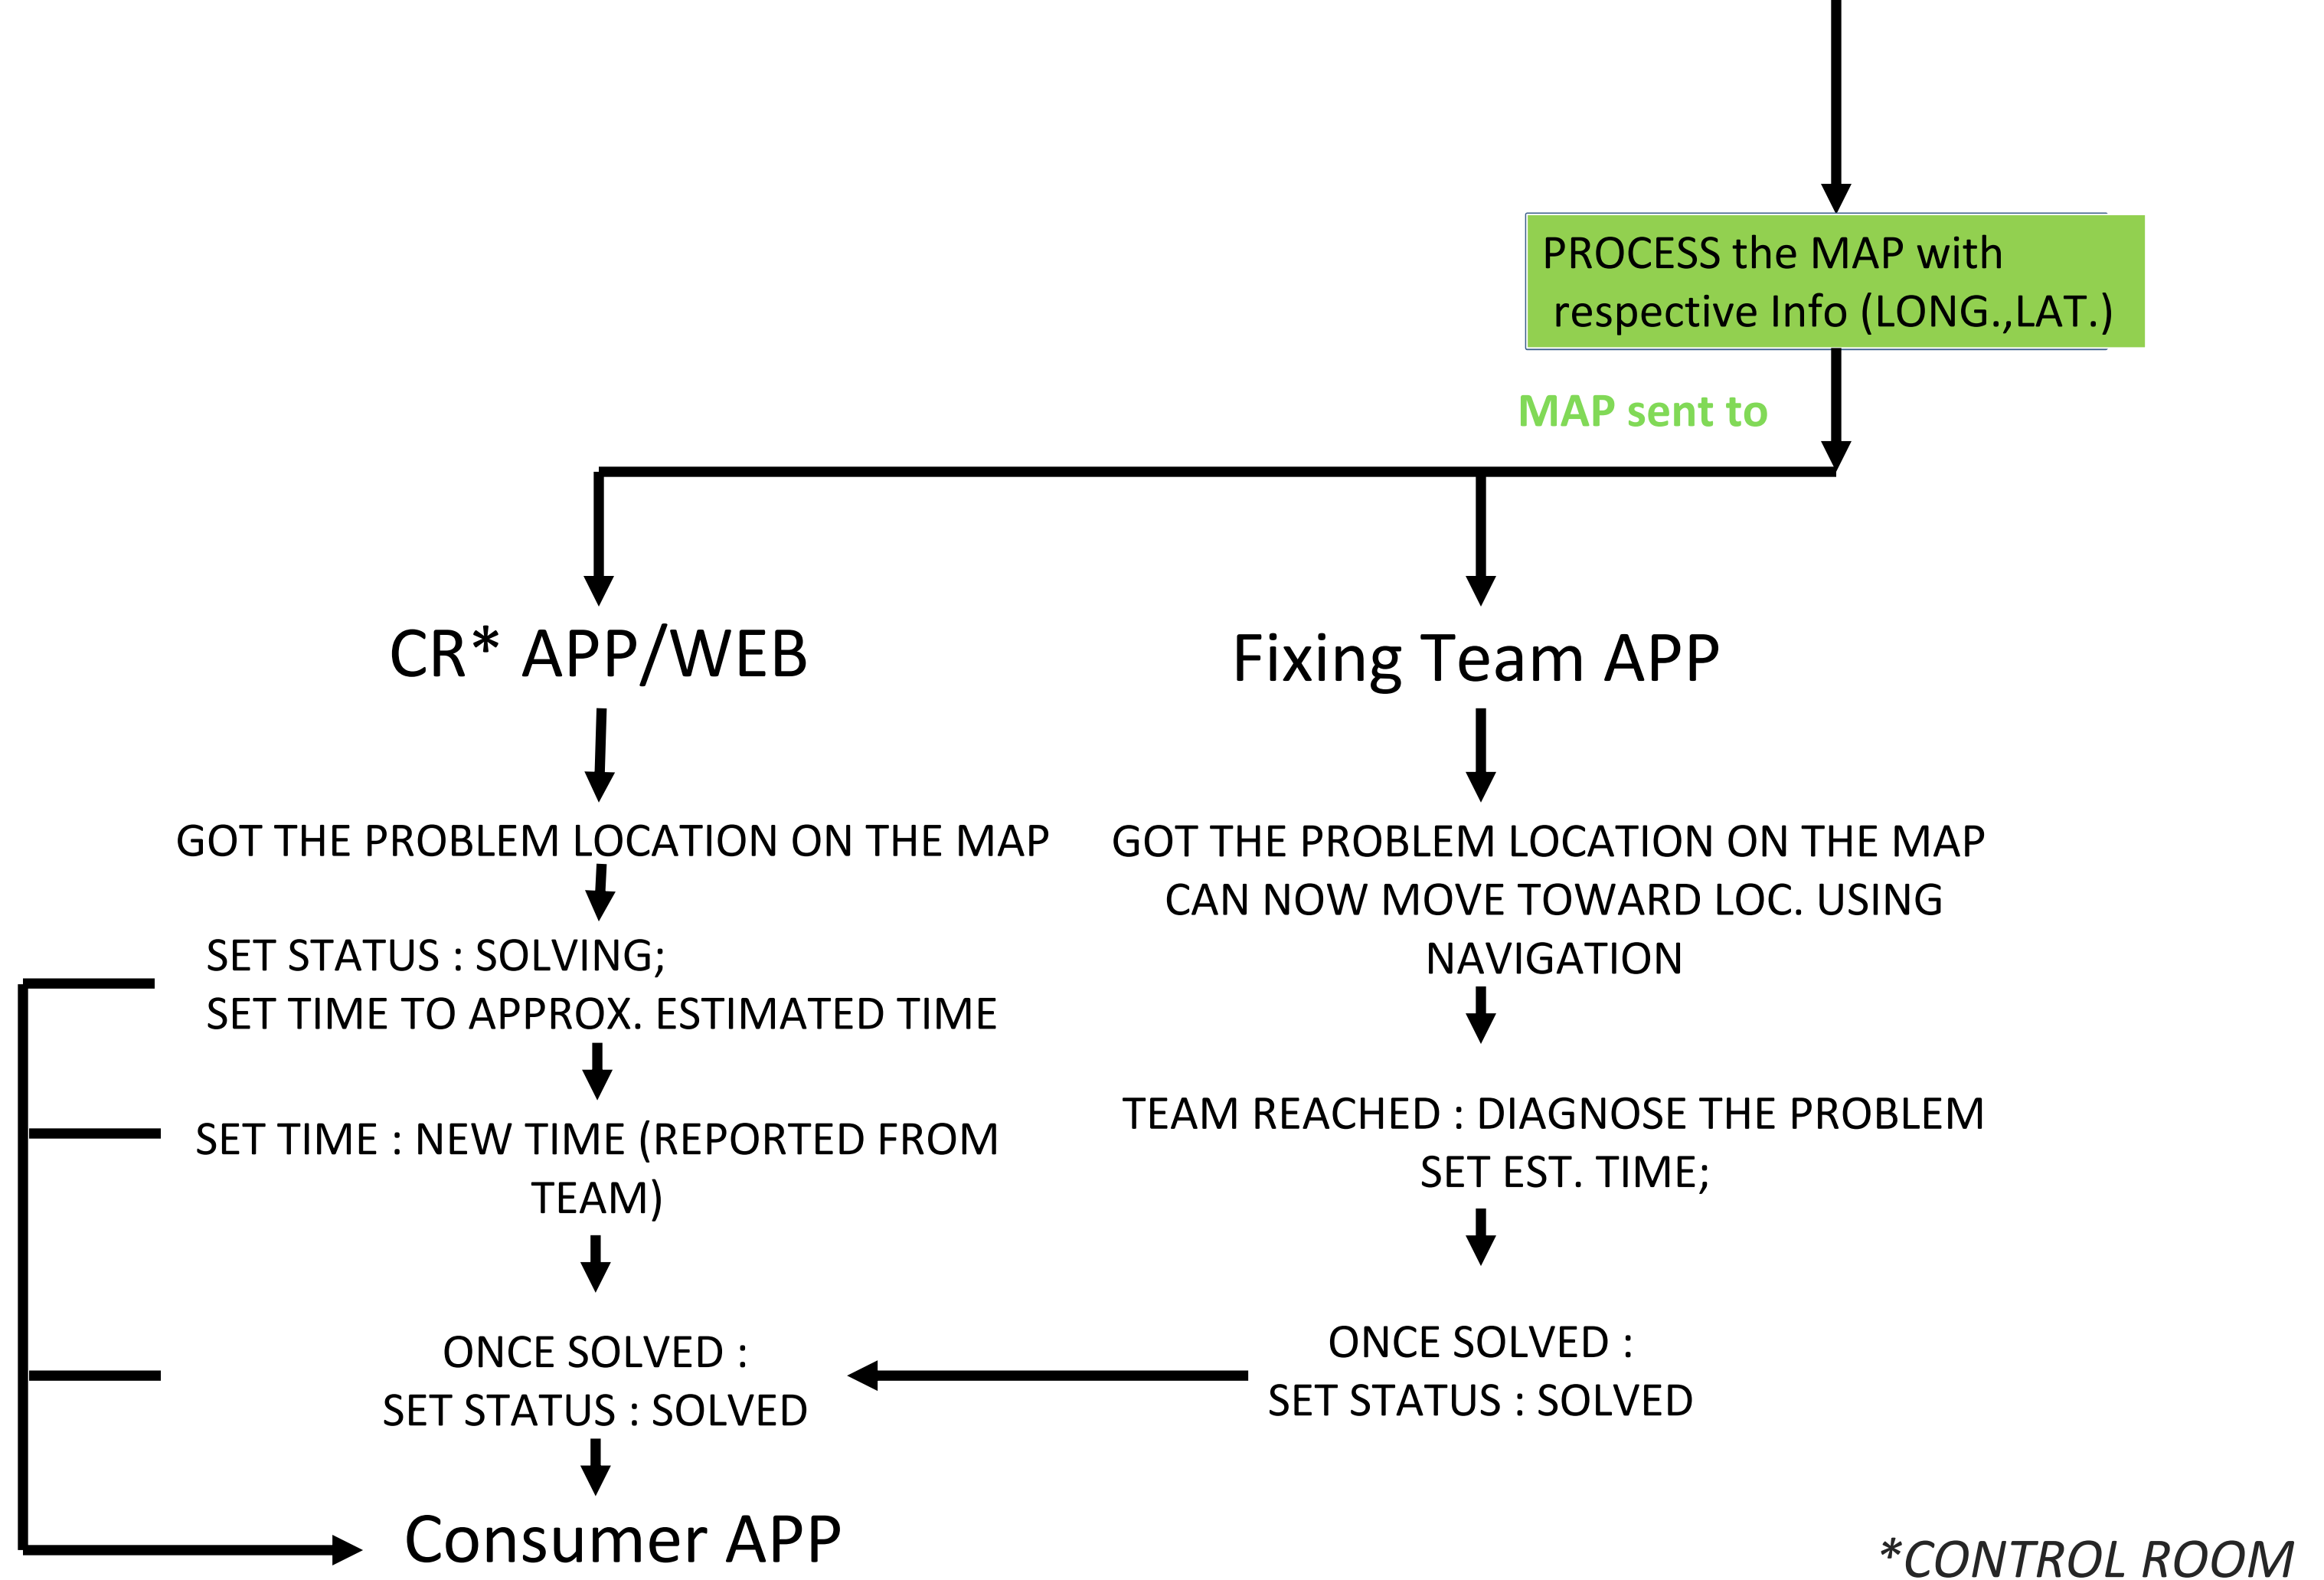 PROCESS the MAP with
respective Info (LONG.,LAT.)
MAP sent to
CR* APP/WEB
Fixing Team APP
GOT THE PROBLEM LOCATION ON THE MAP
SET STATUS : SOLVING;
SET TIME TO APPROX. ESTIMATED TIME
SET TIME : NEW TIME (REPORTED FROM
TEAM)
ONCE SOLVED :
SET STATUS : SOLVED
GOT THE PROBLEM LOCATION ON THE MAP
CAN NOW MOVE TOWARD LOC. USING
NAVIGATION
TEAM REACHED : DIAGNOSE THE PROBLEM
SET EST. TIME;
ONCE SOLVED :
SET STATUS : SOLVED
Consumer APP
*CONTROL ROOM